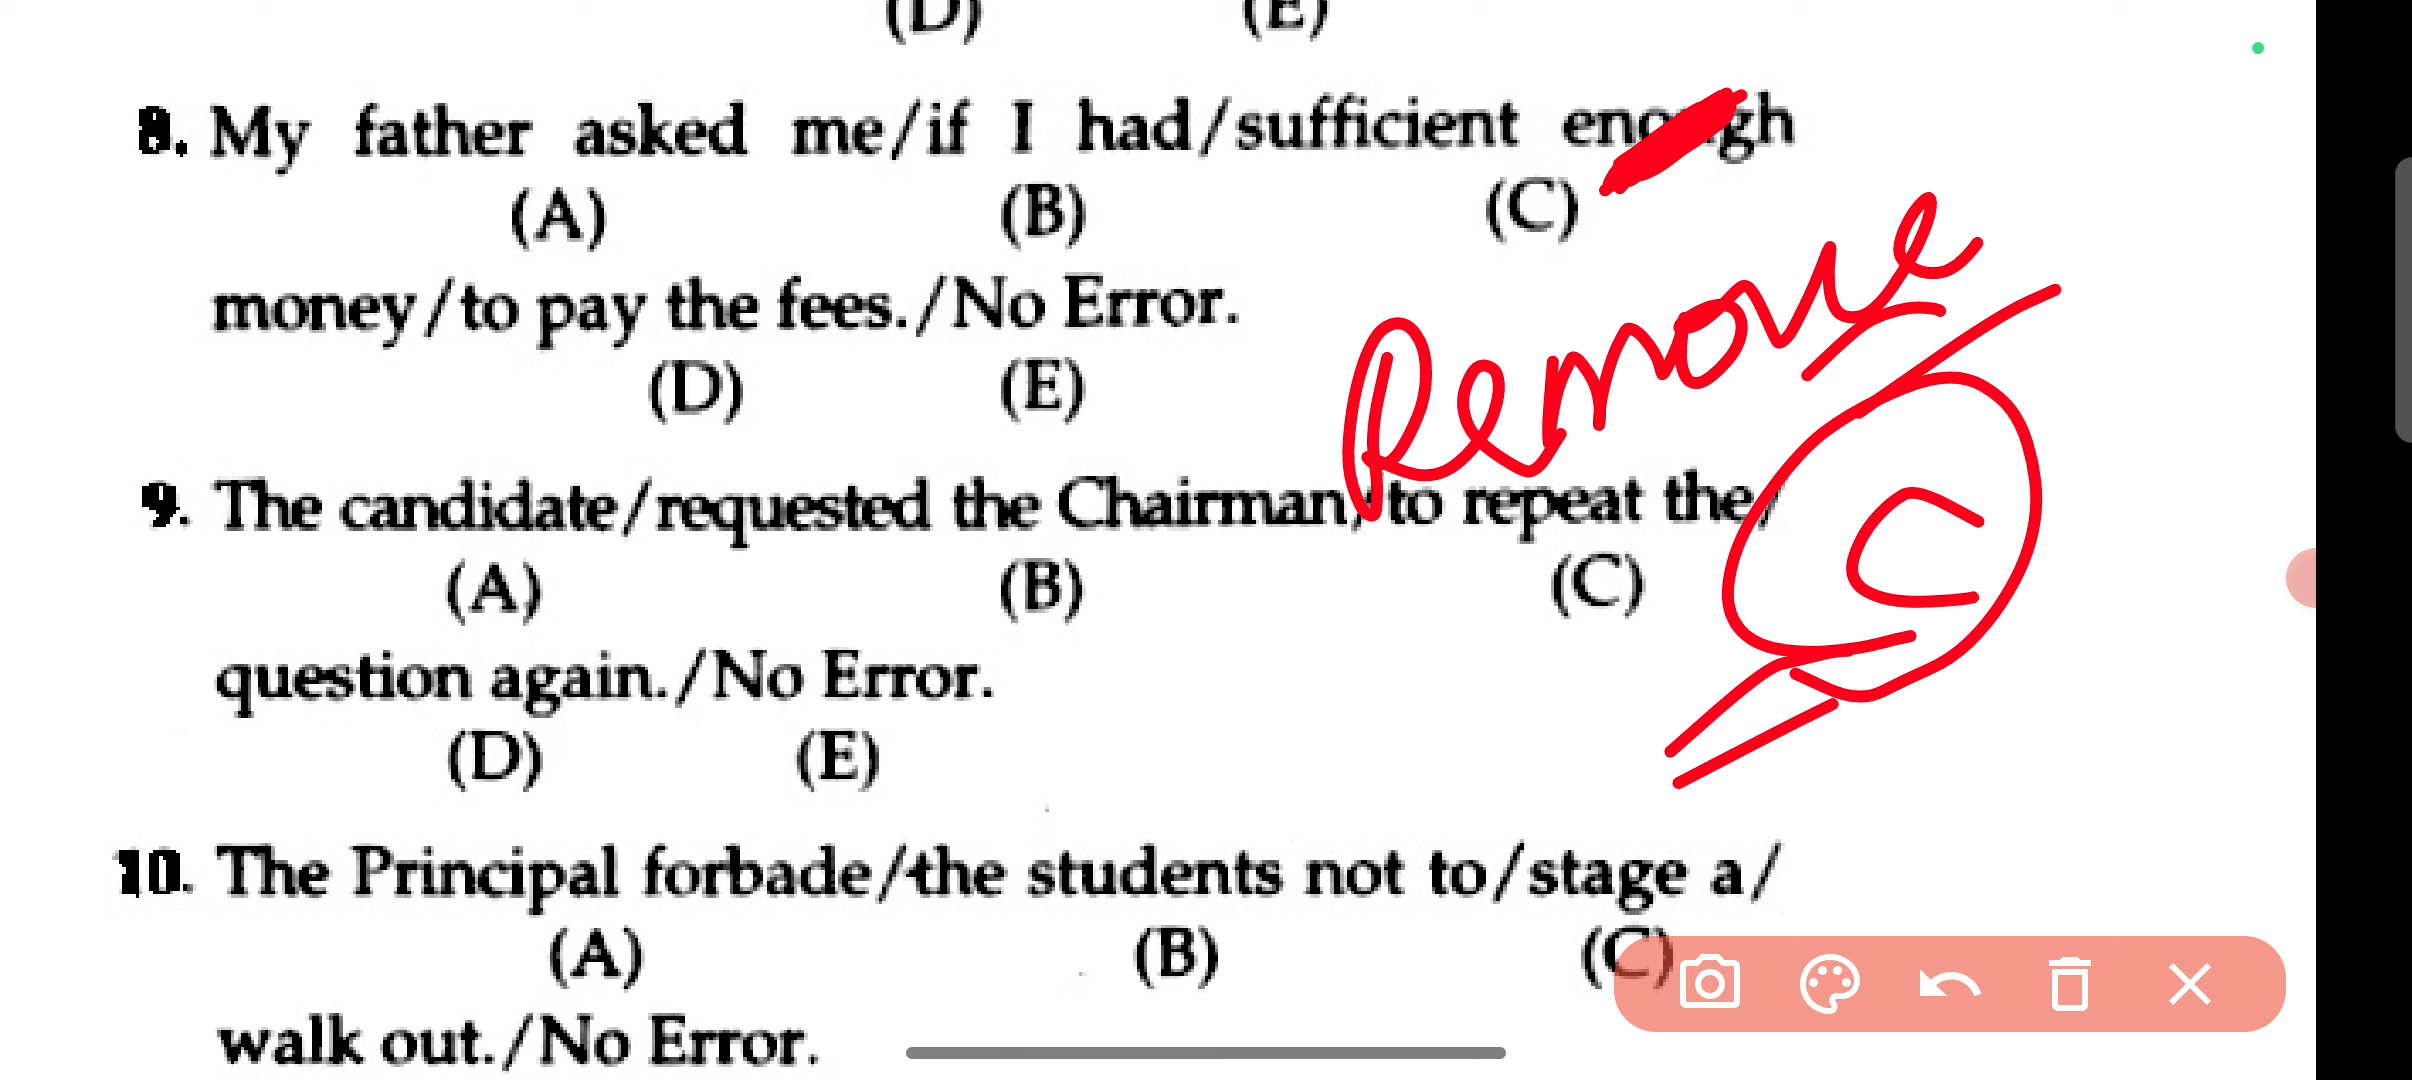 (D) (E)
8. My father asked me/if I had/sufficient enough
(A) (B) (C)
money/to pay the fees./No Error.
(D) (E)
Remove
9. The candidate/requested the Chairman/to repeat the/
(A) (B) (C)
C
question again./No Error.
(D) (E)
10. The Principal forbade/the students not to/stage a/
(A) (B) (C)
walk out./No Error.